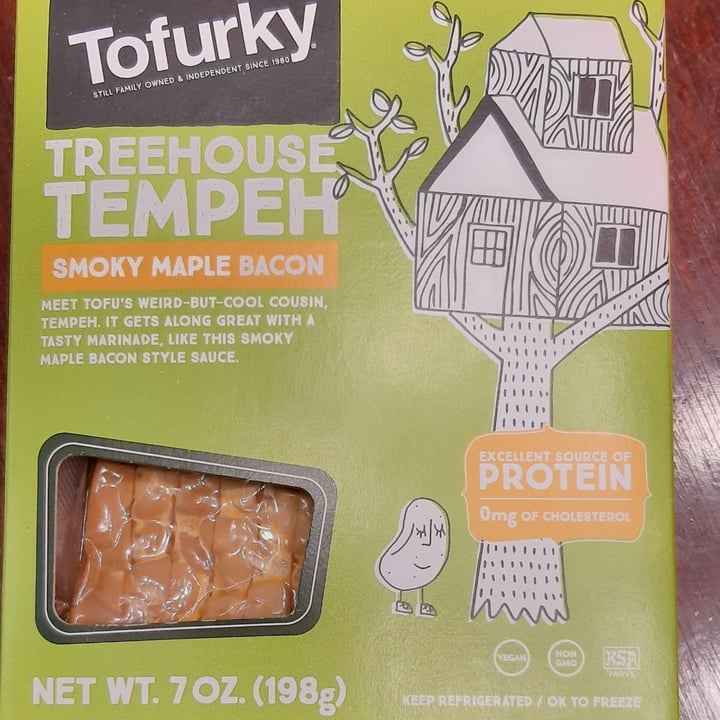 Tofurky®
STILL FAMILY OWNED & INDEPENDENT SINCE 1980
TREEHOUSE
TEMPEH
SMOKY MAPLE BACON
MEET TOFU'S WEIRD-BUT-COOL COUSIN,
TEMPEH. IT GETS ALONG GREAT WITH A
TASTY MARINADE, LIKE THIS SMOKY
MAPLE BACON STYLE SAUCE.
EXCELLENT SOURCE OF
PROTEIN
0mg OF CHOLESTEROL
VEGAN
NON
GMO
KSA
PARVE
NET WT. 7 OZ. (198g)
KEEP REFRIGERATED / OK TO FREEZE